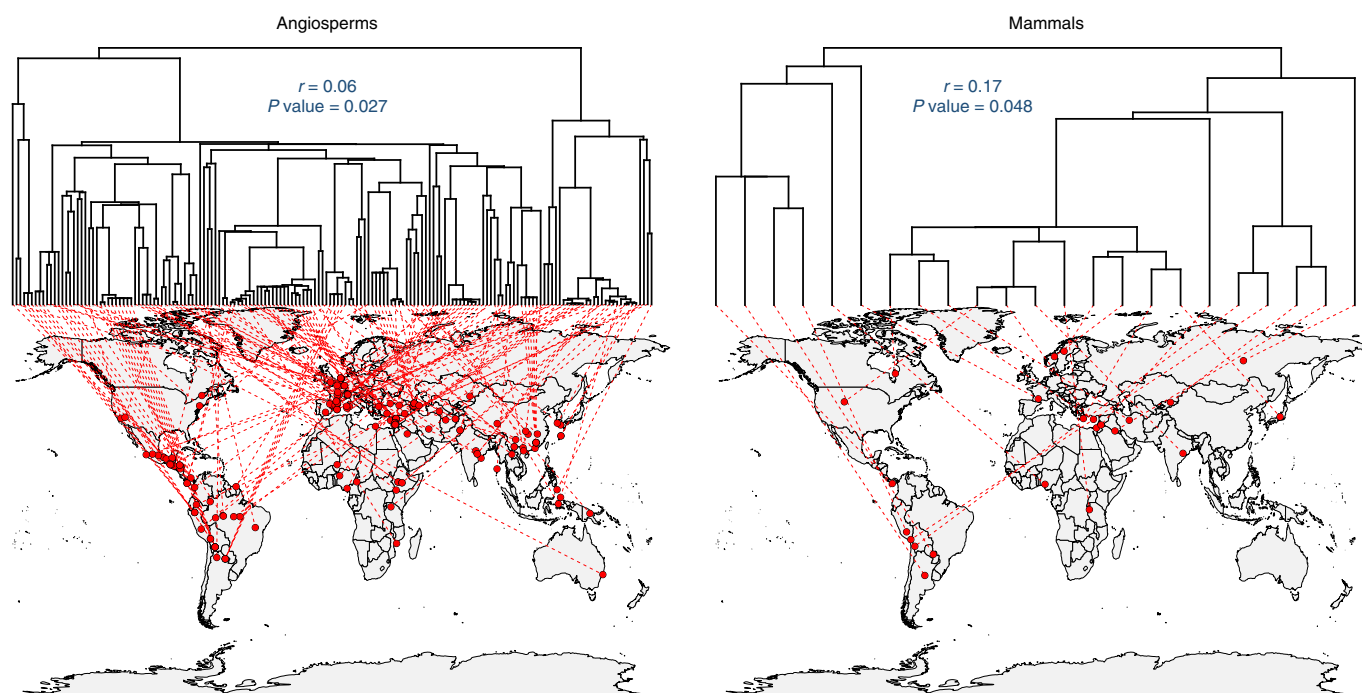 Angiosperms
r = 0.06
P value = 0.027
Mammals
r = 0.17
P value = 0.048